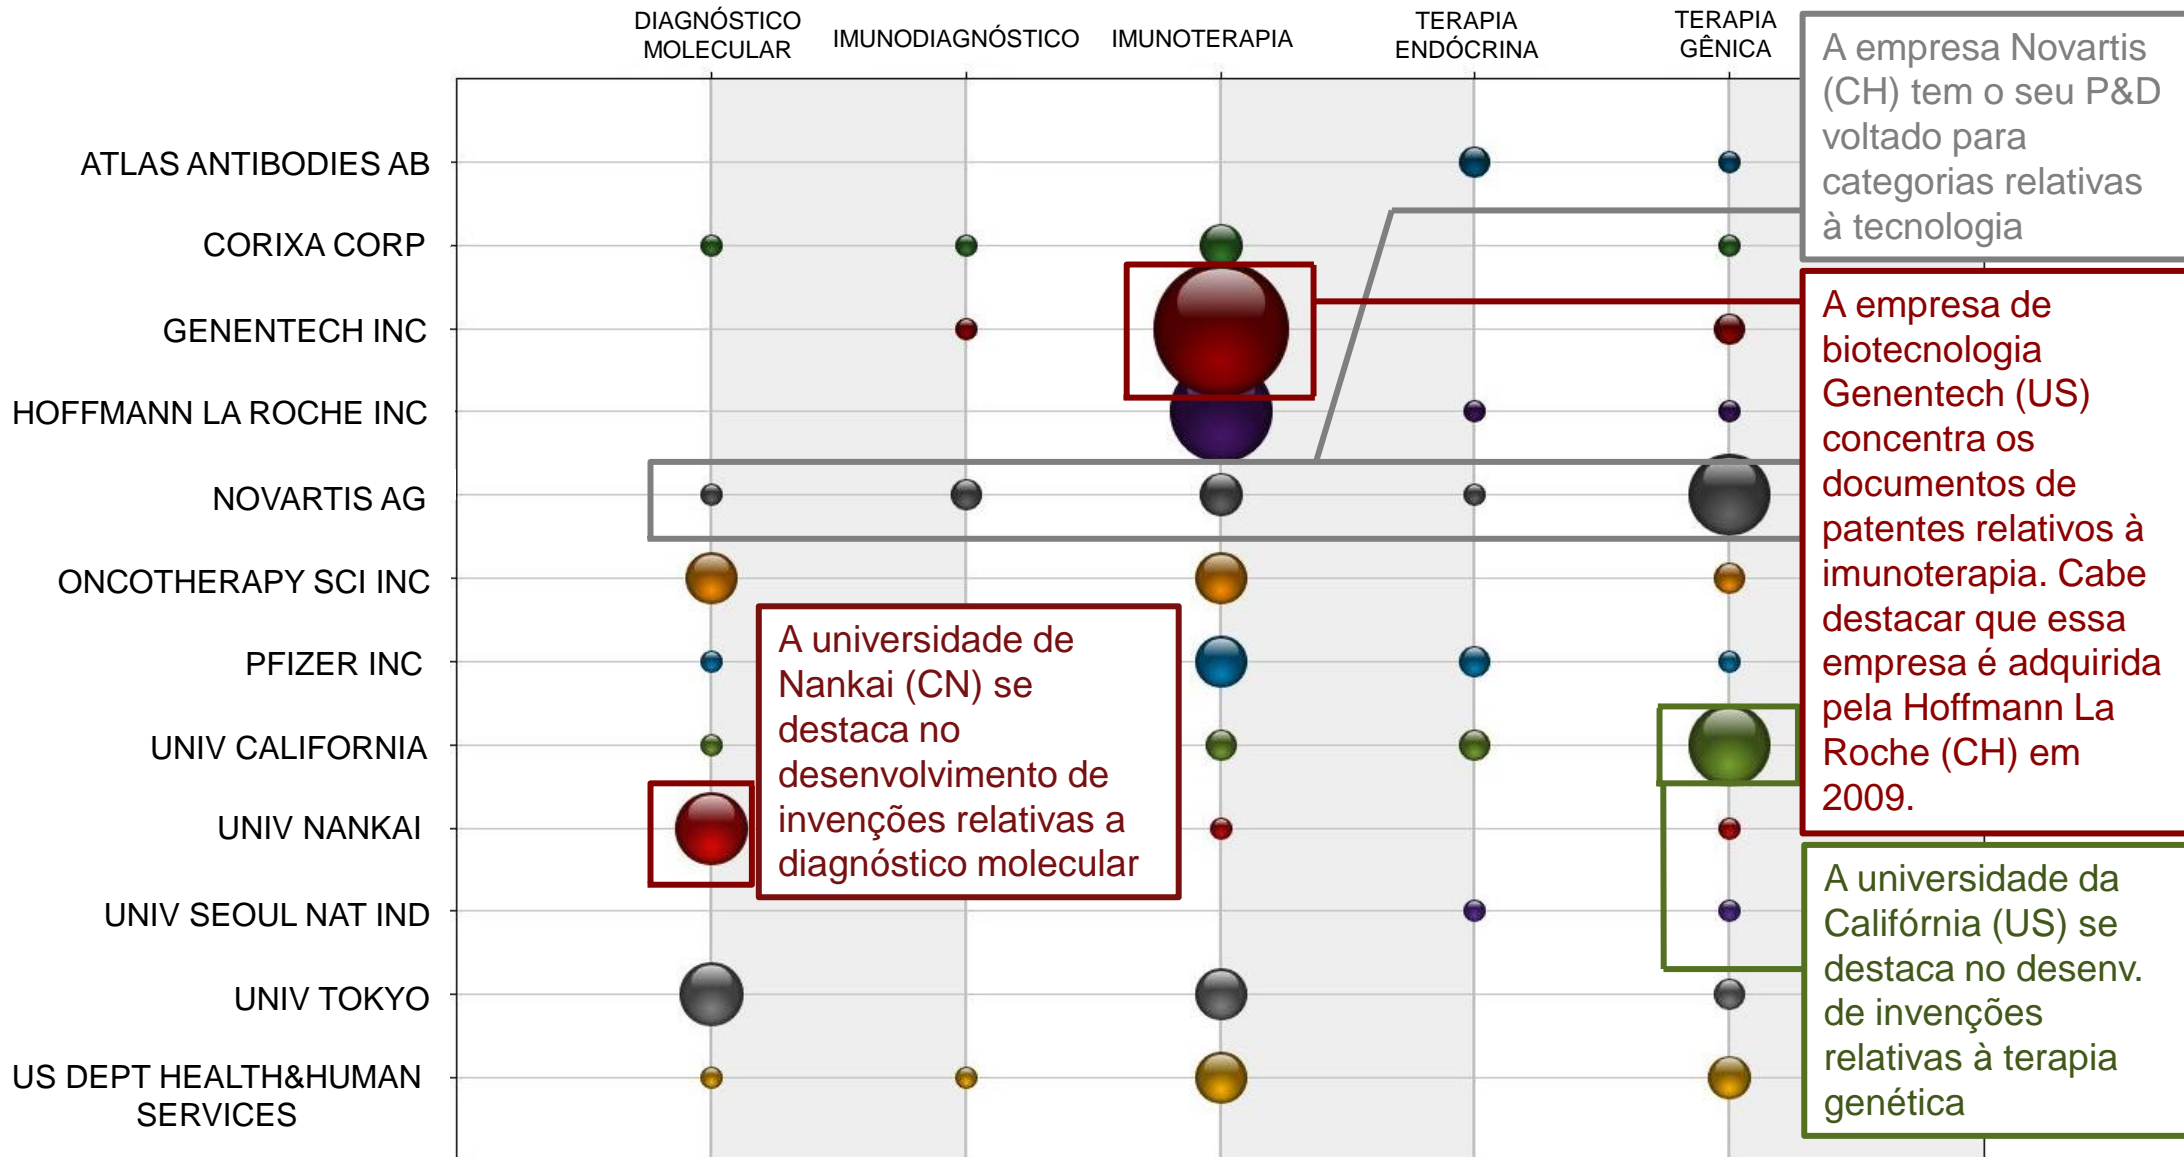 DIAGNÓSTICO
MOLECULAR
IMUNODIAGNÓSTICO
IMUNOTERAPIA
TERAPIA
ENDÓCRINA
TERAPIA
GÊNICA
ATLAS ANTIBODIES AB
CORIXA CORP
GENENTECH INC
HOFFMANN LA ROCHE INC
NOVARTIS AG
ONCOTHERAPY SCI INC
PFIZER INC
UNIV CALIFORNIA
UNIV NANKAI
UNIV SEOUL NAT IND
UNIV TOKYO
US DEPT HEALTH&HUMAN
SERVICES
A empresa Novartis
(CH) tem o seu P&D
voltado para
categorias relativas
à tecnologia
A empresa de
biotecnologia
Genentech (US)
concentra os
documentos de
patentes relativos à
imunoterapia. Cabe
destacar que essa
empresa é adquirida
pela Hoffmann La
Roche (CH) em
2009.
A universidade de
Nankai (CN) se
destaca no
desenvolvimento de
invenções relativas a
diagnóstico molecular
A universidade da
Califórnia (US) se
destaca no desenv.
de invenções
relativas à terapia
genética